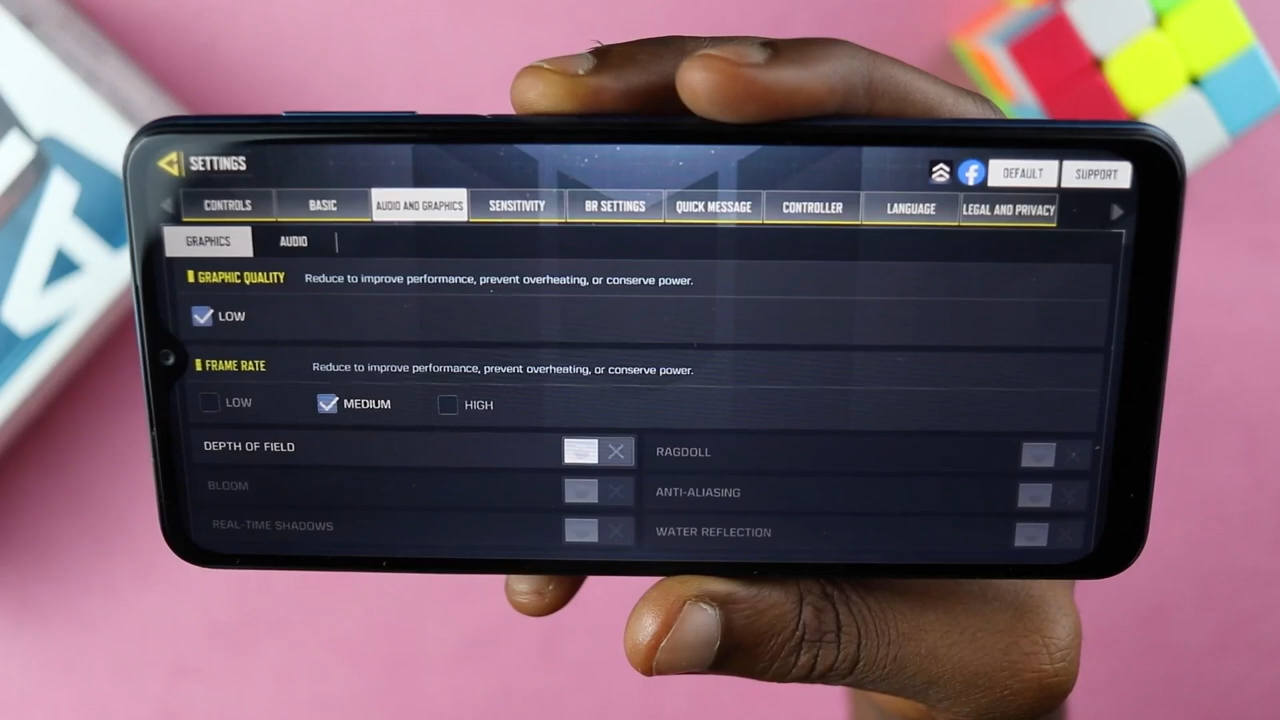 SETTINGS
DEFAULT
SUPPORT
CONTROLS
BASIC
AUDIO AND GRAPHICS
SENSITIVITY
BR SETTINGS
QUICK MESSAGE
CONTROLLER
LANGUAGE
LEGAL AND PRIVACY
GRAPHICS
AUDIO
GRAPHIC QUALITY
Reduce to improve performance, prevent overheating, or conserve power.
LOW
FRAME RATE
Reduce to improve performance, prevent overheating, or conserve power.
LOW
MEDIUM
HIGH
DEPTH OF FIELD
RAGDOLL
BLOOM
ANTI-ALIASING
REAL-TIME SHADOWS
WATER REFLECTION
A